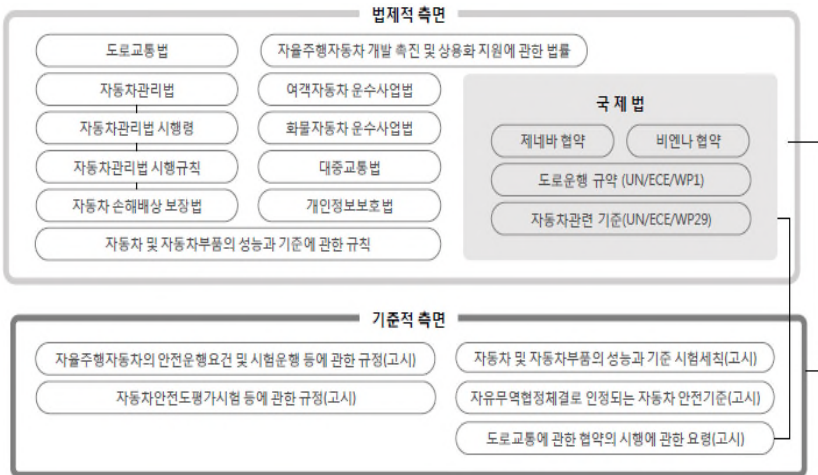 법제적 측면
도로교통법
자율주행자동차 개발 촉진 및 상용화 지원에 관한 법률
자동차관리법
여객자동차 운수사업법
자동차관리법 시행령
화물자동차 운수사업법
자동차관리법 시행규칙
대중교통법
자동차 손해배상 보장법
개인정보보호법
자동차 및 자동차부품의 성능과 기준에 관한 규칙
국 제 법
제네바 협약
비엔나 협약
도로운행 규약 (UN/ECE/WP1)
자동차관련 기준(UN/ECE/WP29)
기준적 측면
자율주행자동차의 안전운행요건 및 시험운행 등에 관한 규정(고시)
자동차 및 자동차부품의 성능과 기준 시험세칙(고시)
자동차안전도평가시험 등에 관한 규정(고시)
자유무역협정체결로 인정되는 자동차 안전기준(고시)
도로교통에 관한 협약의 시행에 관한 요령(고시)